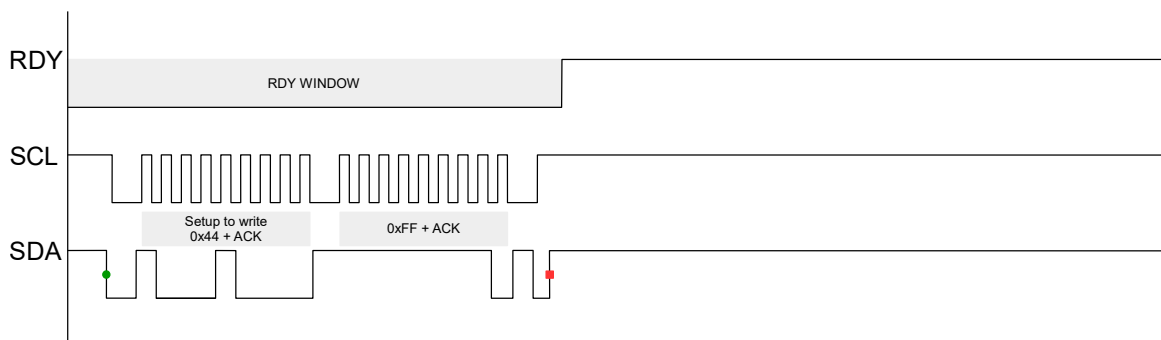 RDY
RDY WINDOW
SCL
Setup to write
0x44 + ACK
0xFF + ACK
SDA